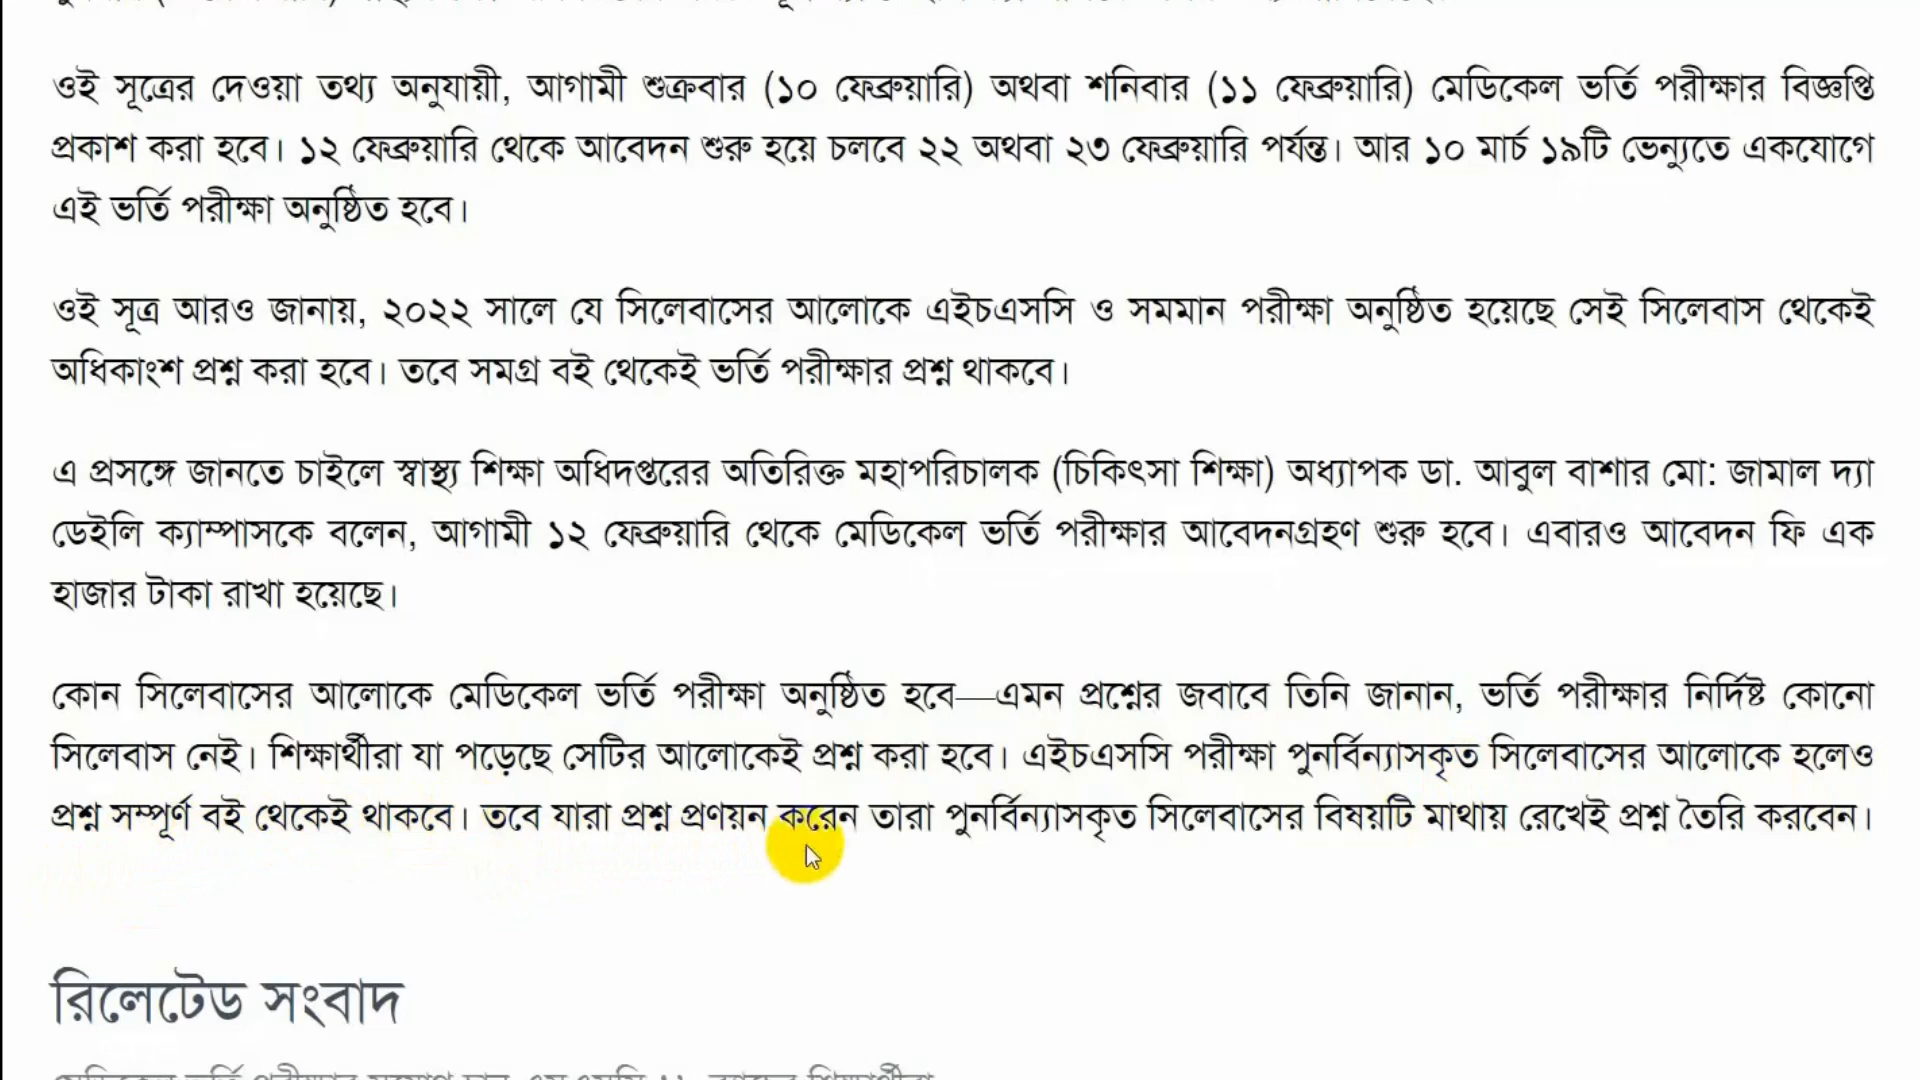 ওই সূত্রের দেওয়া তথ্য অনুযায়ী, আগামী শুক্রবার (১০ ফেব্রুয়ারি) অথবা শনিবার (১১ ফেব্রুয়ারি) মেডিকেল ভর্তি পরীক্ষার বিজ্ঞপ্তি
প্রকাশ করা হবে। ১২ ফেব্রুয়ারি থেকে আবেদন শুরু হয়ে চলবে ২২ অথবা ২৩ ফেব্রুয়ারি পর্যন্ত। আর ১০ মার্চ ১৯টি ভেন্যুতে একযোগে
এই ভর্তি পরীক্ষা অনুষ্ঠিত হবে।
ওই সূত্র আরও জানায়, ২০২২ সালে যে সিলেবাসের আলোকে এইচএসসি ও সমমান পরীক্ষা অনুষ্ঠিত হয়েছে সেই সিলেবাস থেকেই
অধিকাংশ প্রশ্ন করা হবে। তবে সমগ্র বই থেকেই ভর্তি পরীক্ষার প্রশ্ন থাকবে।
এ প্রসঙ্গে জানতে চাইলে স্বাস্থ্য শিক্ষা অধিদপ্তরের অতিরিক্ত মহাপরিচালক (চিকিৎসা শিক্ষা) অধ্যাপক ডা. আবুল বাশার মো: জামাল দ্যা
ডেইলি ক্যাম্পাসকে বলেন, আগামী ১২ ফেব্রুয়ারি থেকে মেডিকেল ভর্তি পরীক্ষার আবেদনগ্রহণ শুরু হবে। এবারও আবেদন ফি এক
হাজার টাকা রাখা হয়েছে।
কোন সিলেবাসের আলোকে মেডিকেল ভর্তি পরীক্ষা অনুষ্ঠিত হবে—এমন প্রশ্নের জবাবে তিনি জানান, ভর্তি পরীক্ষার নির্দিষ্ট কোনো
সিলেবাস নেই। শিক্ষার্থীরা যা পড়েছে সেটির আলোকেই প্রশ্ন করা হবে। এইচএসসি পরীক্ষা পুনর্বিন্যাসকৃত সিলেবাসের আলোকে হলেও
প্রশ্ন সম্পূর্ণ বই থেকেই থাকবে। তবে যারা প্রশ্ন প্রণয়ন করেন তারা পুনর্বিন্যাসকৃত সিলেবাসের বিষয়টি মাথায় রেখেই প্রশ্ন তৈরি করবেন।
রিলেটেড সংবাদ